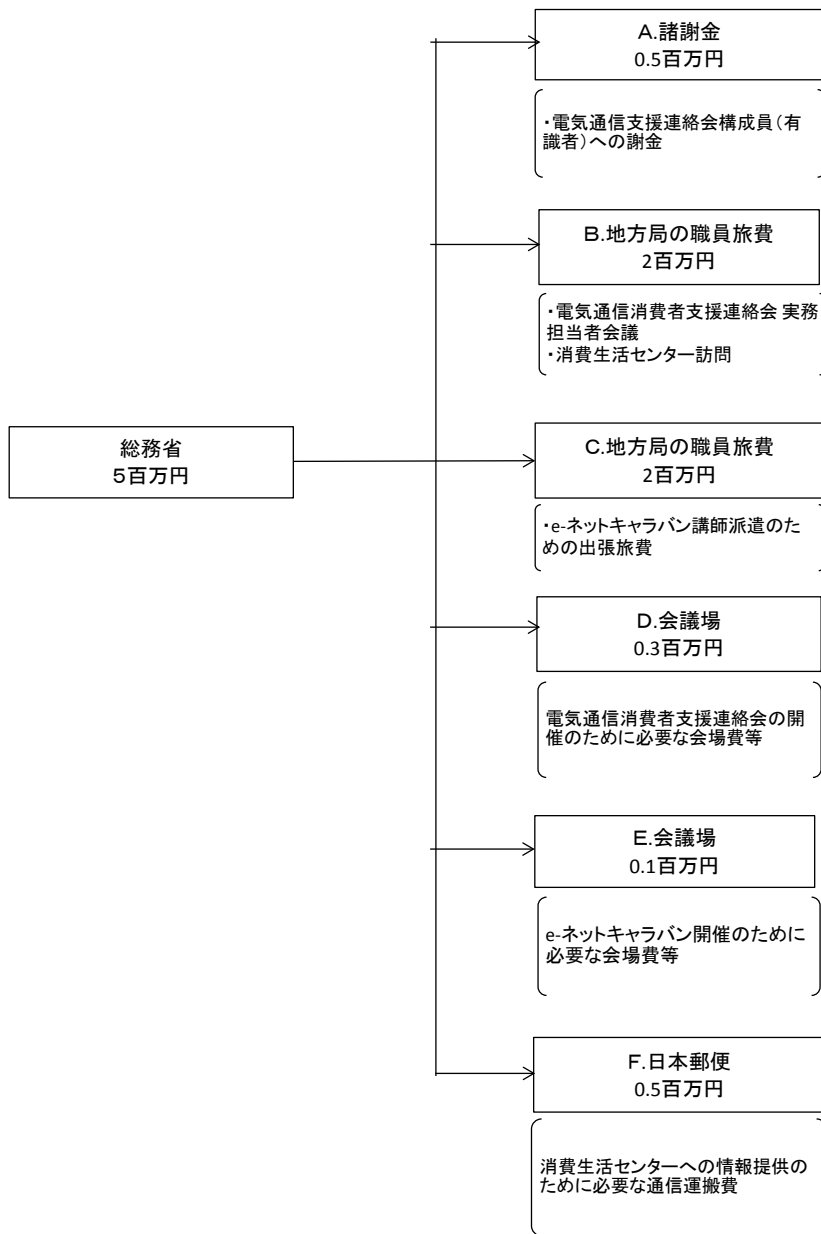 A.諸謝金
0.5百万円
・電気通信支援連絡会構成員（有
識者）への謝金
B.地方局の職員旅費
2百万円
・電気通信消費者支援連絡会 実務
担当者会議
・消費生活センター訪問
総務省
５百万円
C.地方局の職員旅費
2百万円
・e-ネットキャラバン講師派遣のた
めの出張旅費
D.会議場
0.3百万円
電気通信消費者支援連絡会の開
催のために必要な会場費等
E.会議場
0.1百万円
e-ネットキャラバン開催のために
必要な会場費等
F.日本郵便
0.5百万円
消費生活センターへの情報提供の
ために必要な通信運搬費